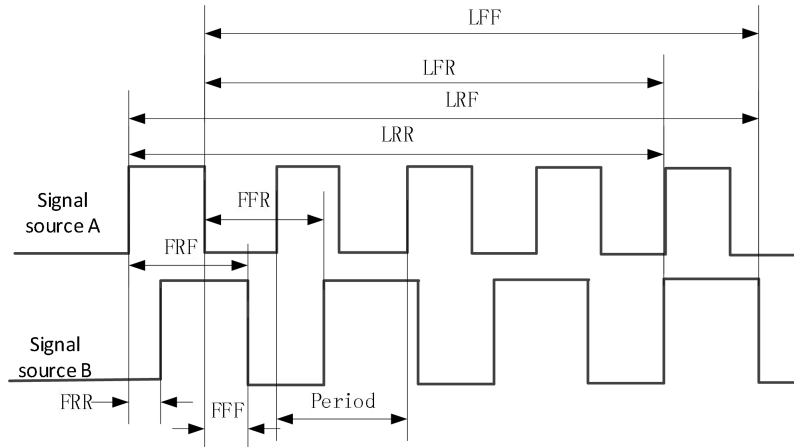 LFF
LFR
LRF
LRR
Signal
source A
FFR
FRF
Signal
source B
FRR
FFF
Period